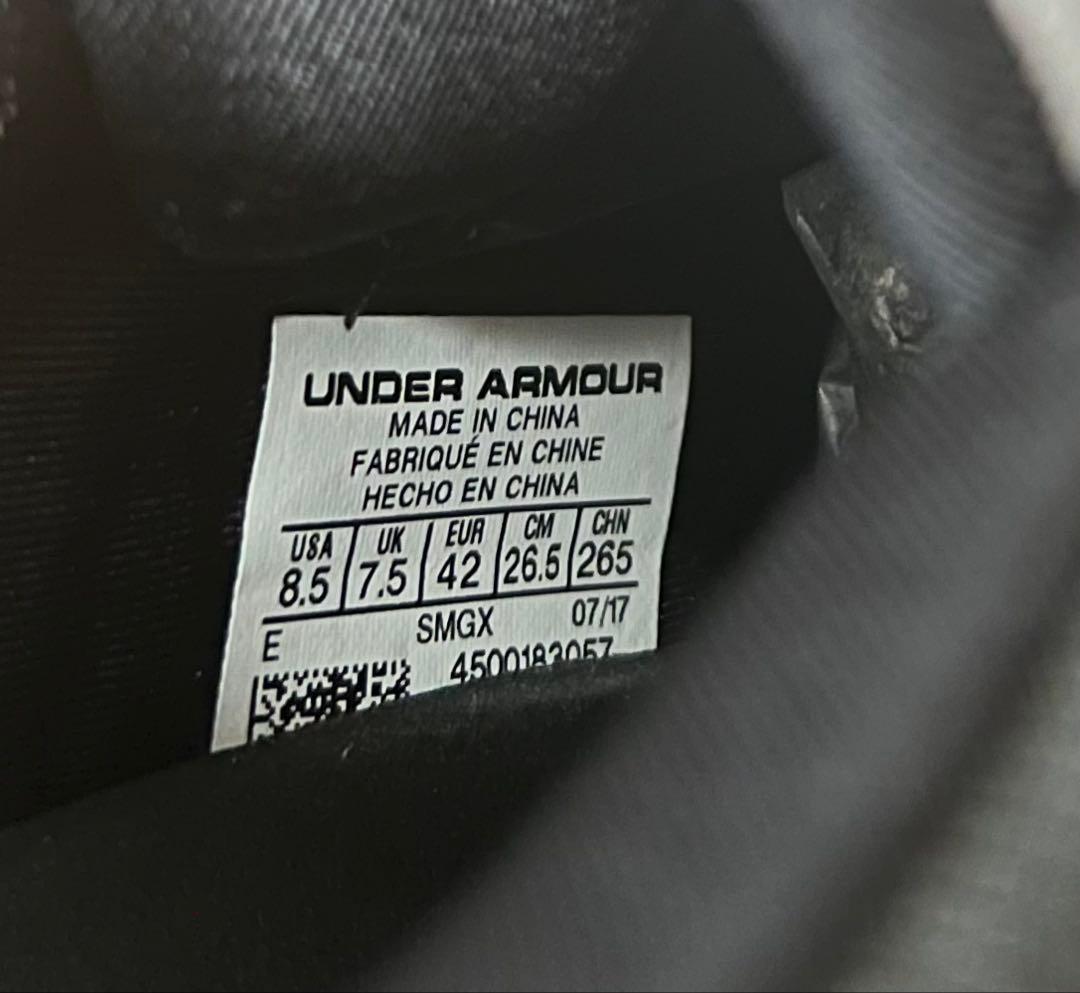 UNDER ARMOUR
MADE IN CHINA
FABRIQUÉ EN CHINE
HECHO EN CHINA
USA UK EUR CM CHN
8.5 7.5 42 26.5 265
E SMGX 07/17
4500183057